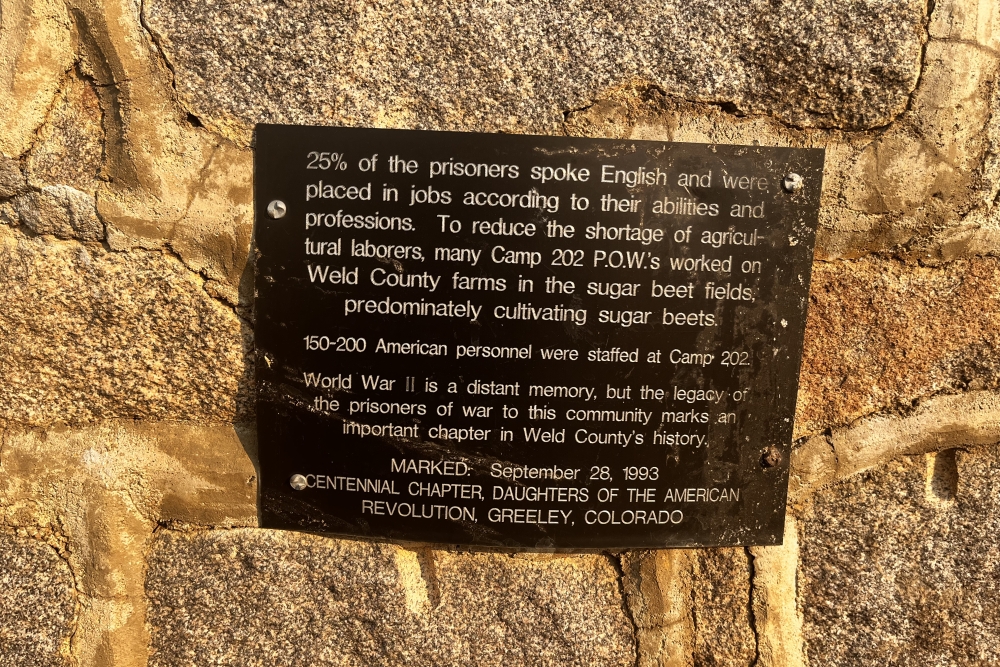 25% of the prisoners spoke English and were
placed in jobs according to their abilities and
professions. To reduce the shortage of agricul-
tural laborers, many Camp 202 P.O.W.'s worked on
Weld County farms in the sugar beet fields,
predominately cultivating sugar beets.
150-200 American personnel were staffed at Camp 202.
World War II is a distant memory, but the legacy of
the prisoners of war to this community marks an
important chapter in Weld County's history.
MARKED: September 28, 1993
CENTENNIAL CHAPTER, DAUGHTERS OF THE AMERICAN
REVOLUTION, GREELEY, COLORADO